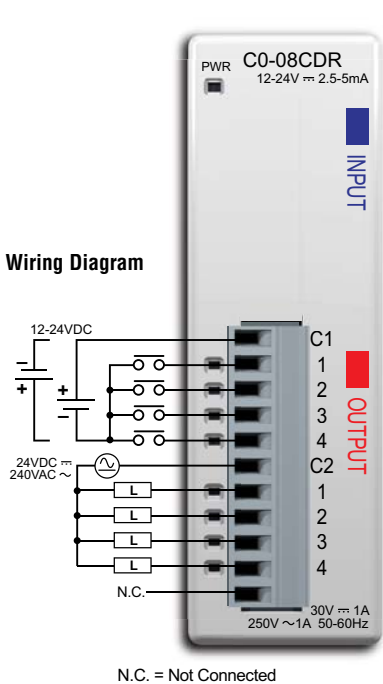 PWR C0-08CDR
12-24V ⎓ 2.5-5mA
INPUT
Wiring Diagram
12-24VDC
C1
– 1
+ + 2
– 3
4
OUTPUT
24VDC ⎓
240VAC ∼
C2
L 1
L 2
L 3
L 4
N.C.
30V ⎓ 1A
250V ∼1A 50-60Hz
N.C. = Not Connected